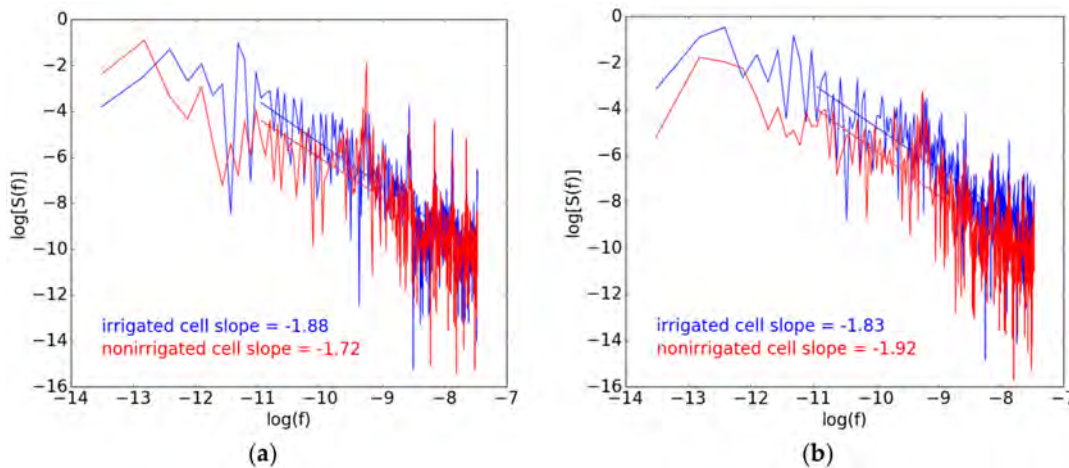 0
−2
−4
−6
−8
−10
−12
−14
−16
log[S(f)]
irrigated cell slope = -1.88
nonirrigated cell slope = -1.72
−14 −13 −12 −11 −10 −9 −8 −7
log(f)
(a)
0
−2
−4
−6
−8
−10
−12
−14
−16
log[S(f)]
irrigated cell slope = -1.83
nonirrigated cell slope = -1.92
−14 −13 −12 −11 −10 −9 −8 −7
log(f)
(b)